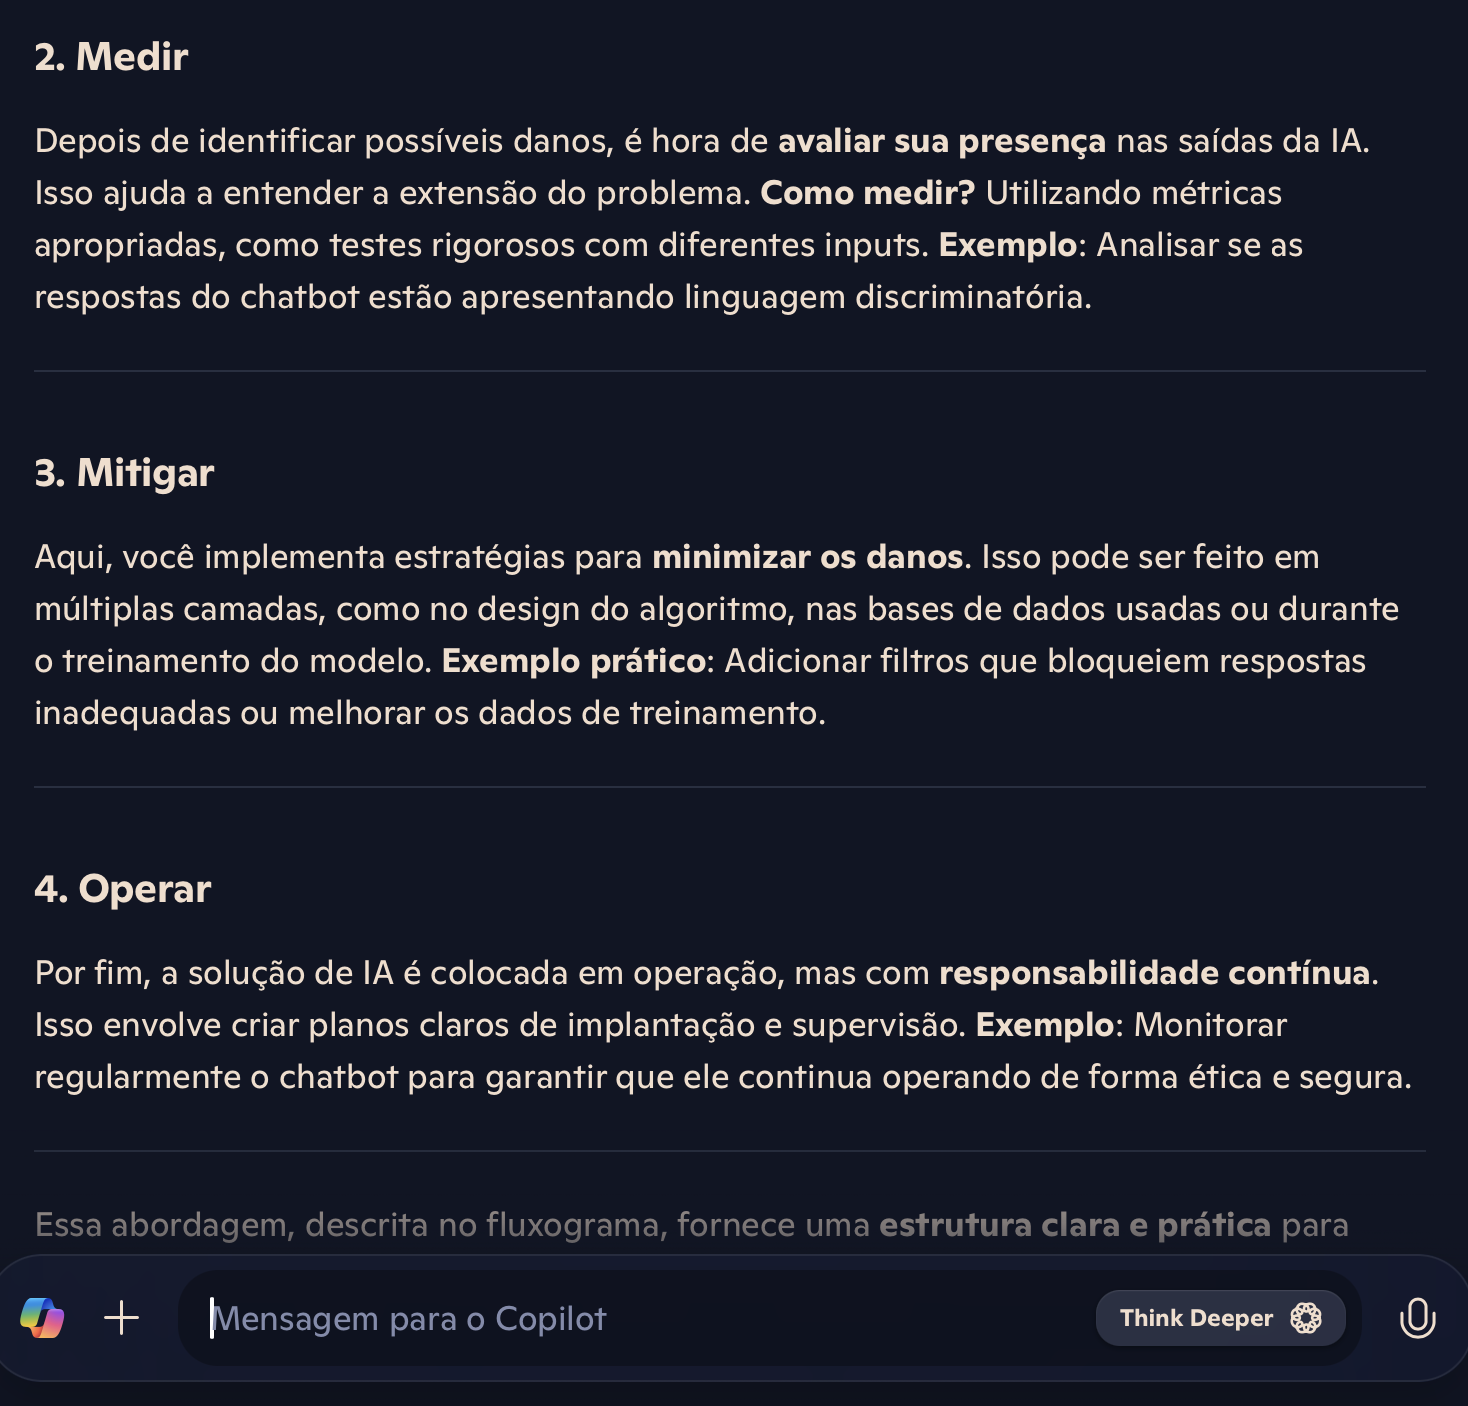 2. Medir
Depois de identificar possíveis danos, é hora de avaliar sua presença nas saídas da IA.
Isso ajuda a entender a extensão do problema. Como medir? Utilizando métricas
apropriadas, como testes rigorosos com diferentes inputs. Exemplo: Analisar se as
respostas do chatbot estão apresentando linguagem discriminatória.
3. Mitigar
Aqui, você implementa estratégias para minimizar os danos. Isso pode ser feito em
múltiplas camadas, como no design do algoritmo, nas bases de dados usadas ou durante
o treinamento do modelo. Exemplo prático: Adicionar filtros que bloqueiem respostas
inadequadas ou melhorar os dados de treinamento.
4. Operar
Por fim, a solução de IA é colocada em operação, mas com responsabilidade contínua.
Isso envolve criar planos claros de implantação e supervisão. Exemplo: Monitorar
regularmente o chatbot para garantir que ele continua operando de forma ética e segura.
Essa abordagem, descrita no fluxograma, fornece uma estrutura clara e prática para
Mensagem para o Copilot
Think Deeper